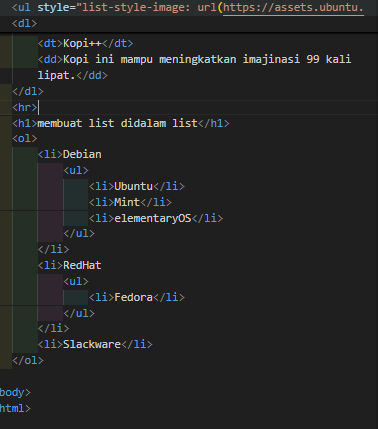 <ul style="list-style-image: url(https://assets.ubuntu.
<dl>
<dt>Kopi++</dt>
<dd>Kopi ini mampu meningkatkan imajinasi 99 kali
lipat.</dd>
</dl>
<hr>
<h1>membuat list didalam list</h1>
<ol>
<li>Debian
<ul>
<li>Ubuntu</li>
<li>Mint</li>
<li>elementaryOS</li>
</ul>
</li>
<li>RedHat
<ul>
<li>Fedora</li>
</ul>
</li>
<li>Slackware</li>
</ol>
body>
html>